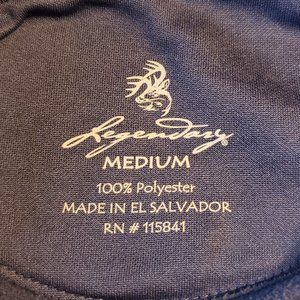 Legendary
MEDIUM
100% Polyester
MADE IN EL SALVADOR
RN # 115841